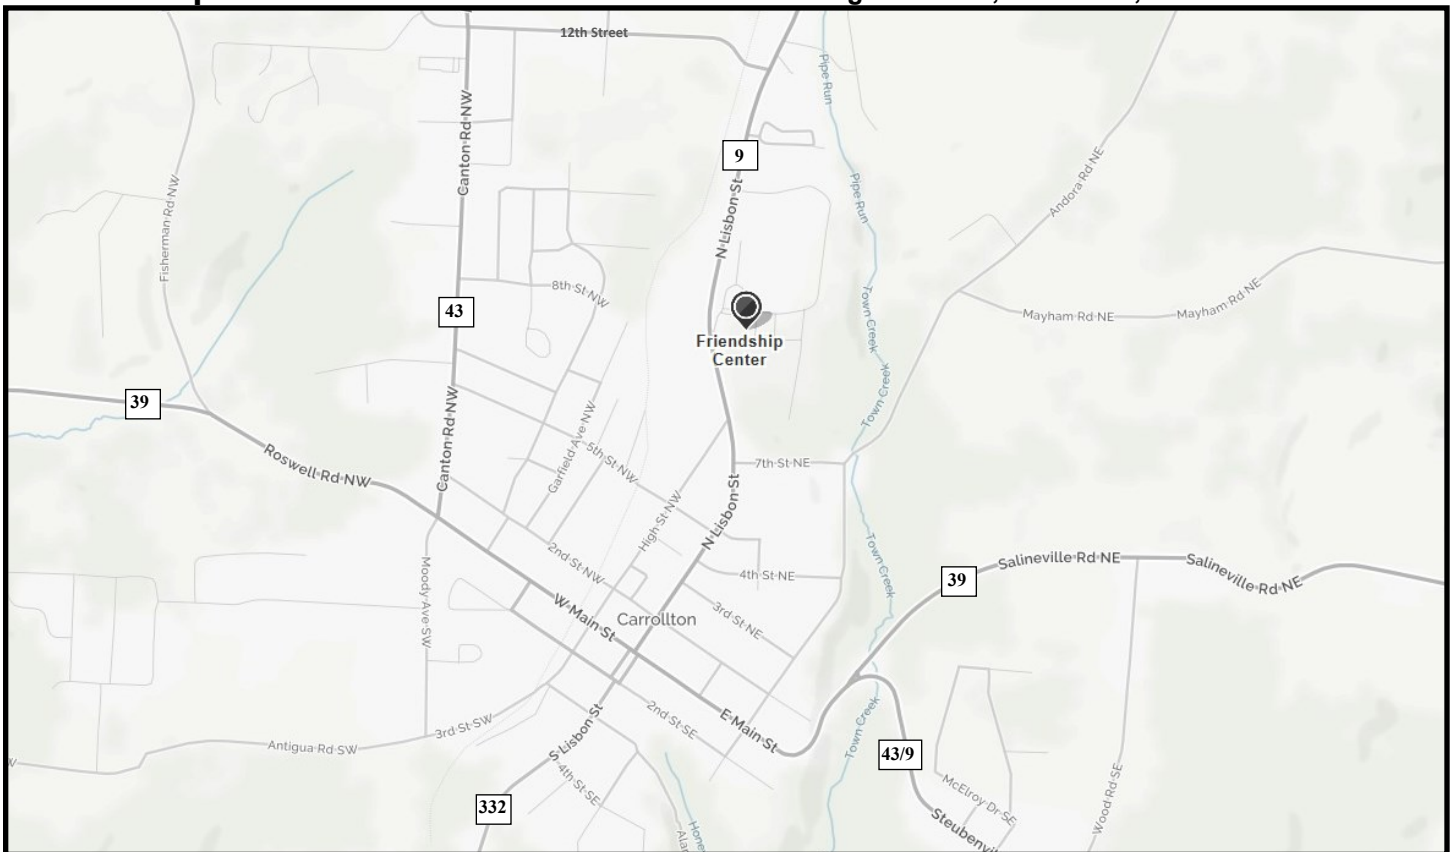 12th Street
Pipe Run
Canton Rd NW
9
Pipe Run
Andora Rd NE
Fisherman Rd NW
N Lisbon St
8th St NW
43
Mayham Rd NE
Mayham Rd NE
Town Creek
Friendship
Center
39
Town Creek
Canton Rd NW
Garfield Ave NW
5th St NW
Roswell Rd NW
7th St NE
High St NW
N Lisbon St
2nd St NW
Town Creek
Salineville Rd NE
Salineville Rd NE
39
4th St NE
Moody Ave SW
W Main St
Carrollton
3rd St NE
E Main St
2nd St SE
3rd St SW
Antigua Rd SW
S Lisbon St
Town Creek
43/9
4th St SE
332
McElroy Dr SE
Wood Rd SE